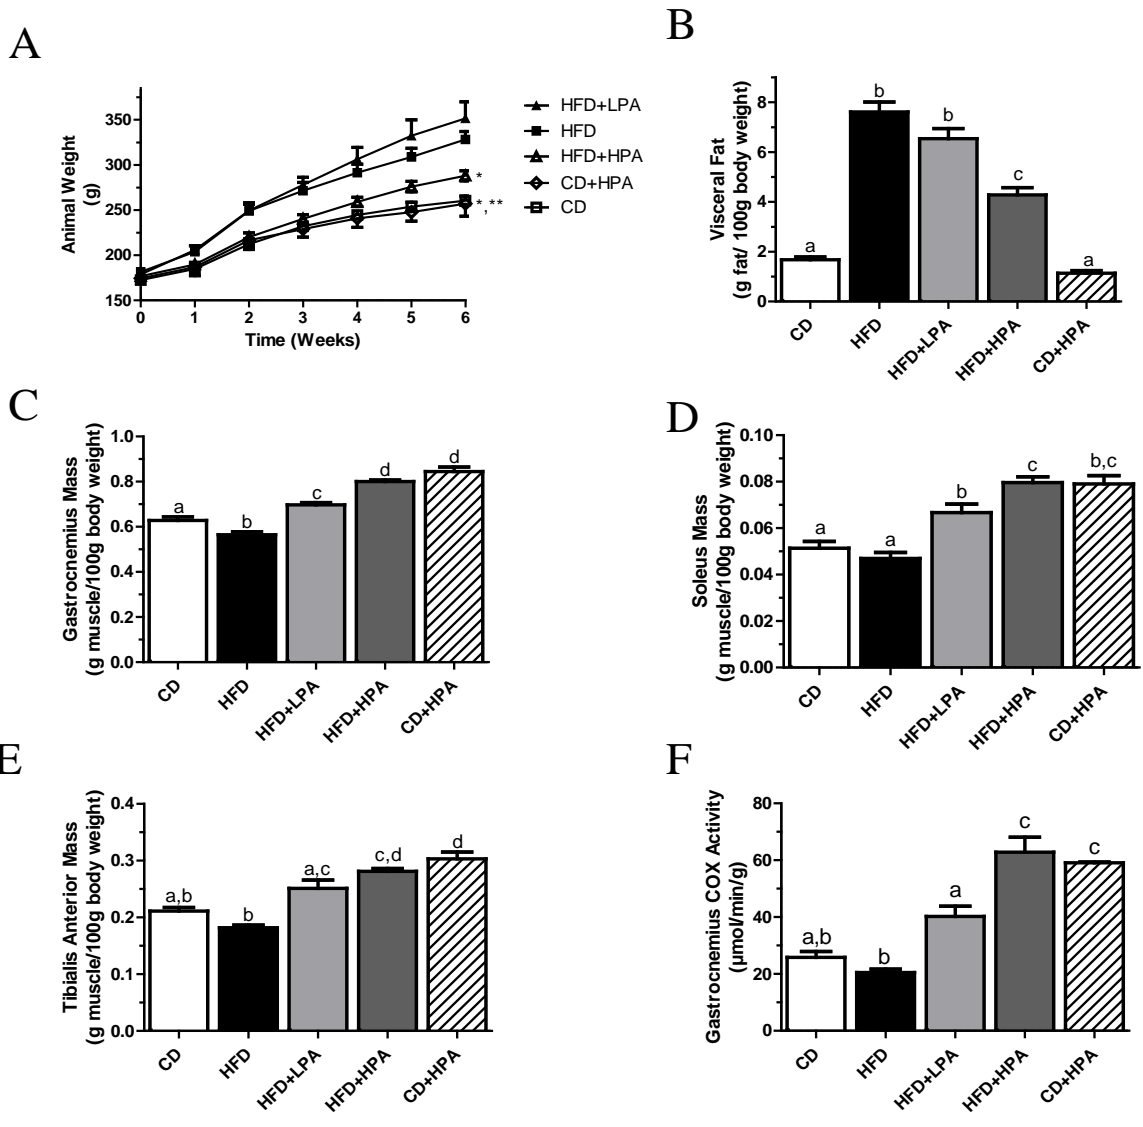 A
Animal Weight
(g)
350
300
250
200
150
0 1 2 3 4 5 6
Time (Weeks)
*
*,**
HFD+LPA
HFD
HFD+HPA
CD+HPA
CD
B
Visceral Fat
(g fat/ 100g body weight)
8
6
4
2
0
a b b c a
CD HFD HFD+LPA HFD+HPA CD+HPA
C
Gastrocnemius Mass
(g muscle/100g body weight)
1.0
0.8
0.6
0.4
0.2
0.0
a b c d d
CD HFD HFD+LPA HFD+HPA CD+HPA
D
Soleus Mass
(g muscle/100g body weight)
0.10
0.08
0.06
0.04
0.02
0.00
a a b c b,c
CD HFD HFD+LPA HFD+HPA CD+HPA
E
Tibialis Anterior Mass
(g muscle/100g body weight)
0.4
0.3
0.2
0.1
0.0
a,b b a,c c,d d
CD HFD HFD+LPA HFD+HPA CD+HPA
F
Gastrocnemius COX Activity
(µmol/min/g)
80
60
40
20
0
a,b b a c c
CD HFD HFD+LPA HFD+HPA CD+HPA